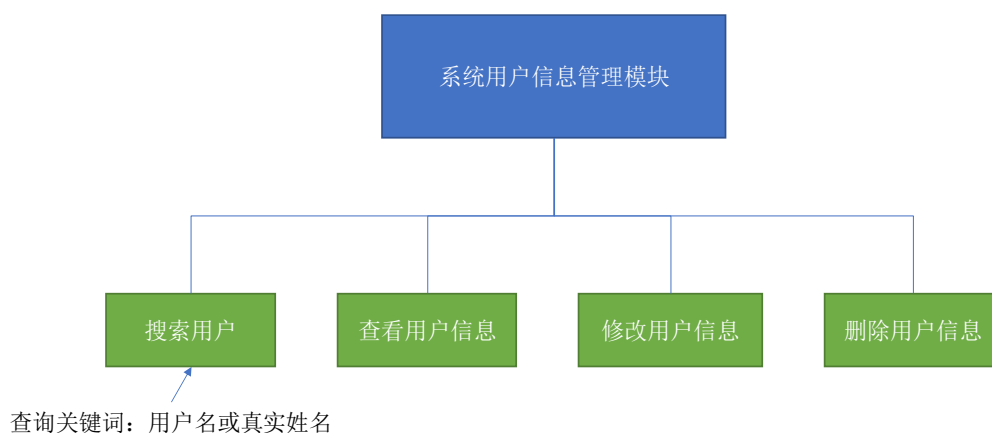 系统用户信息管理模块
搜索用户
查看用户信息
修改用户信息
删除用户信息
查询关键词：用户名或真实姓名